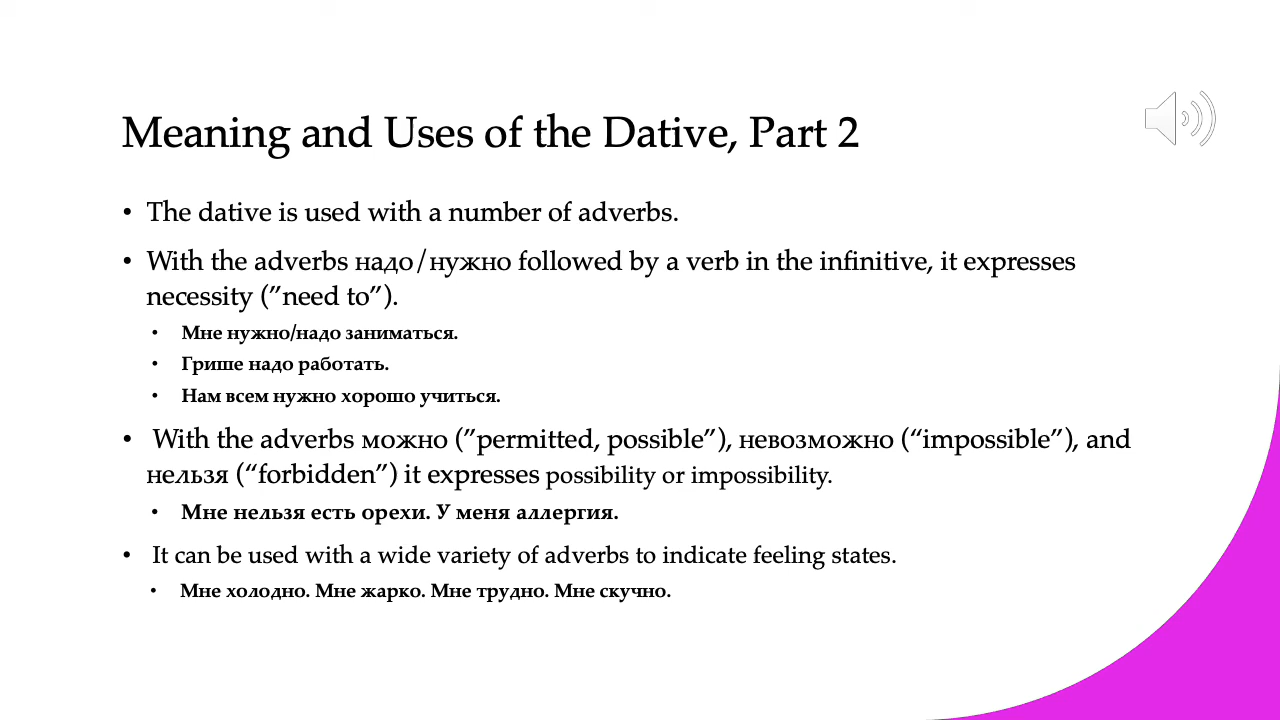 Meaning and Uses of the Dative, Part 2
• The dative is used with a number of adverbs.
• With the adverbs надо/нужно followed by a verb in the infinitive, it expresses
necessity (”need to”).
• Мне нужно/надо заниматься.
• Грише надо работать.
• Нам всем нужно хорошо учиться.
• With the adverbs можно (”permitted, possible”), невозможно (“impossible”), and
нельзя (“forbidden”) it expresses possibility or impossibility.
• Мне нельзя есть орехи. У меня аллергия.
• It can be used with a wide variety of adverbs to indicate feeling states.
• Мне холодно. Мне жарко. Мне трудно. Мне скучно.